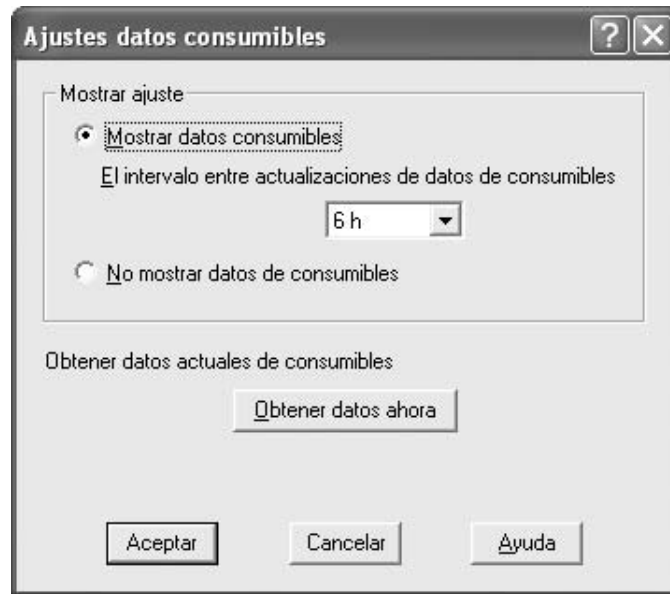 Ajustes datos consumibles
Mostrar ajuste
Mostrar datos consumibles
El intervalo entre actualizaciones de datos de consumibles
6 h
No mostrar datos de consumibles
Obtener datos actuales de consumibles
Obtener datos ahora
Aceptar Cancelar Ayuda